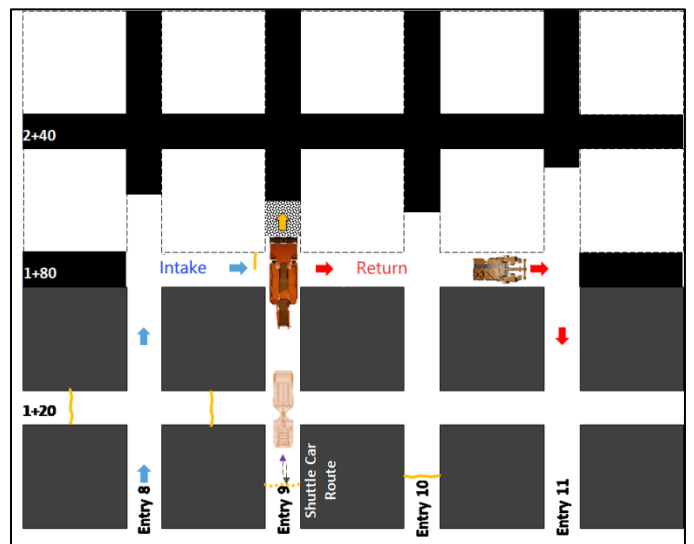 2+40
1+80
Intake
Return
1+20
Entry 8
Entry 9
Shuttle Car
Route
Entry 10
Entry 11